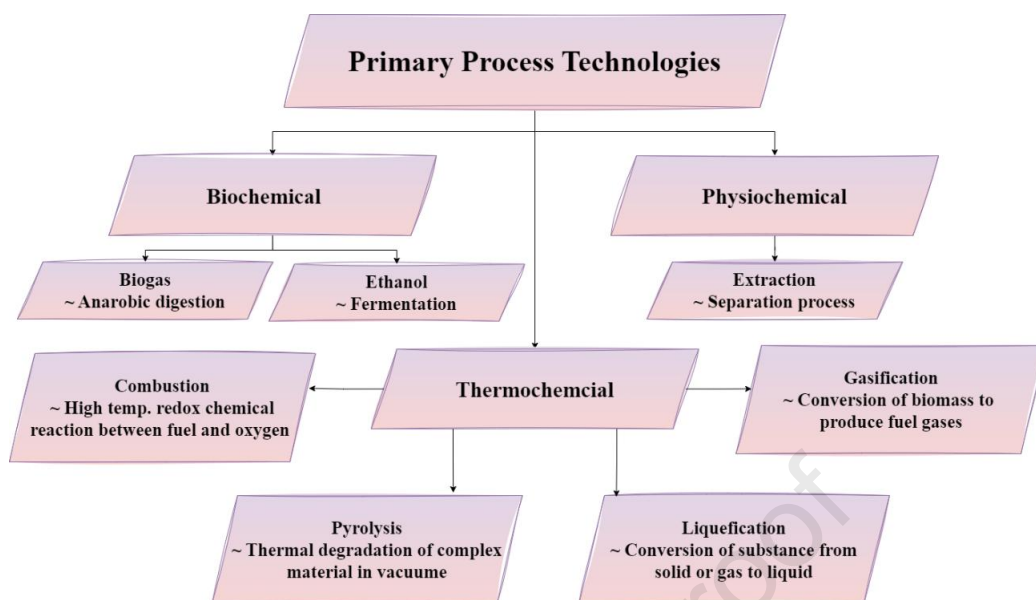 Primary Process Technologies
Biochemical
Physiochemical
Biogas
~ Anarobic digestion
Ethanol
~ Fermentation
Extraction
~ Separation process
Combustion
~ High temp. redox chemical
reaction between fuel and oxygen
Thermochemcial
Gasification
~ Conversion of biomass to
produce fuel gases
Pyrolysis
~ Thermal degradation of complex
material in vacuume
Liquefication
~ Conversion of substance from
solid or gas to liquid
roof